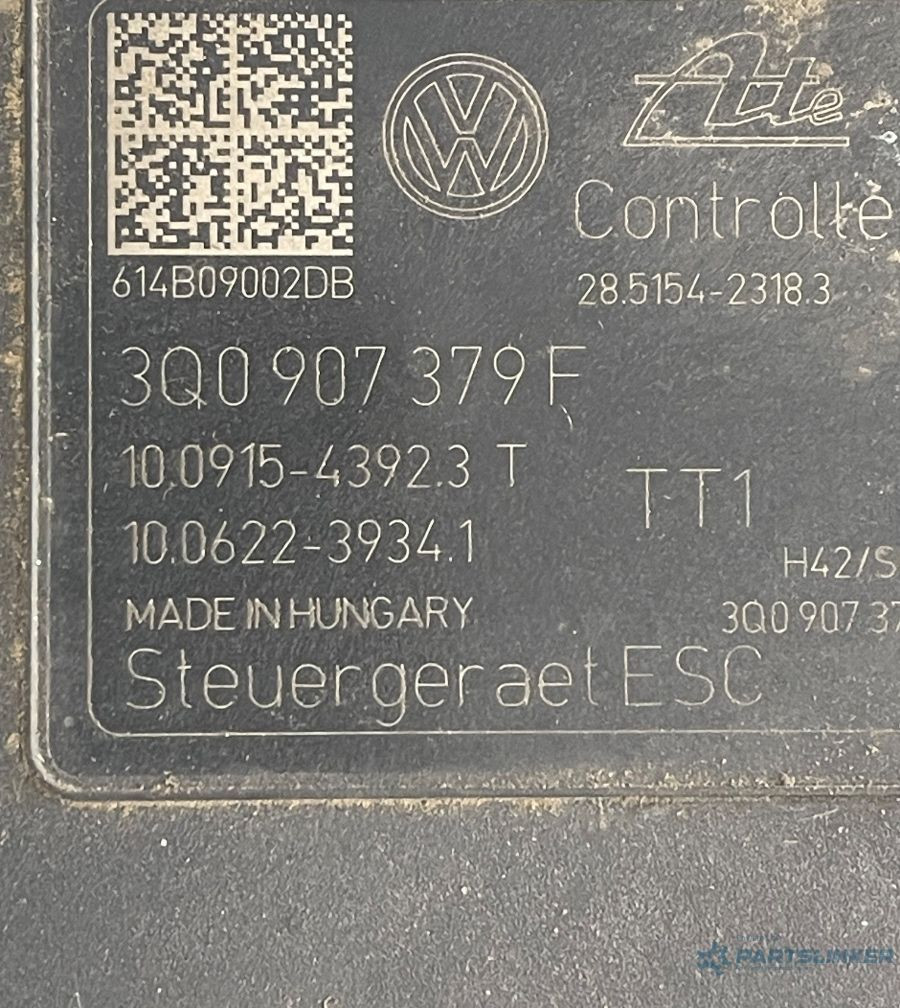 Ate
Controlle
614B09002DB
28.5154-2318.3
3Q0 907 379 F
10.0915-4392.3 T
TT1
10.0622-3934.1
H42/S
MADE IN HUNGARY
3Q0 907 37
Steuergeraet ESC
PARTSLINKER